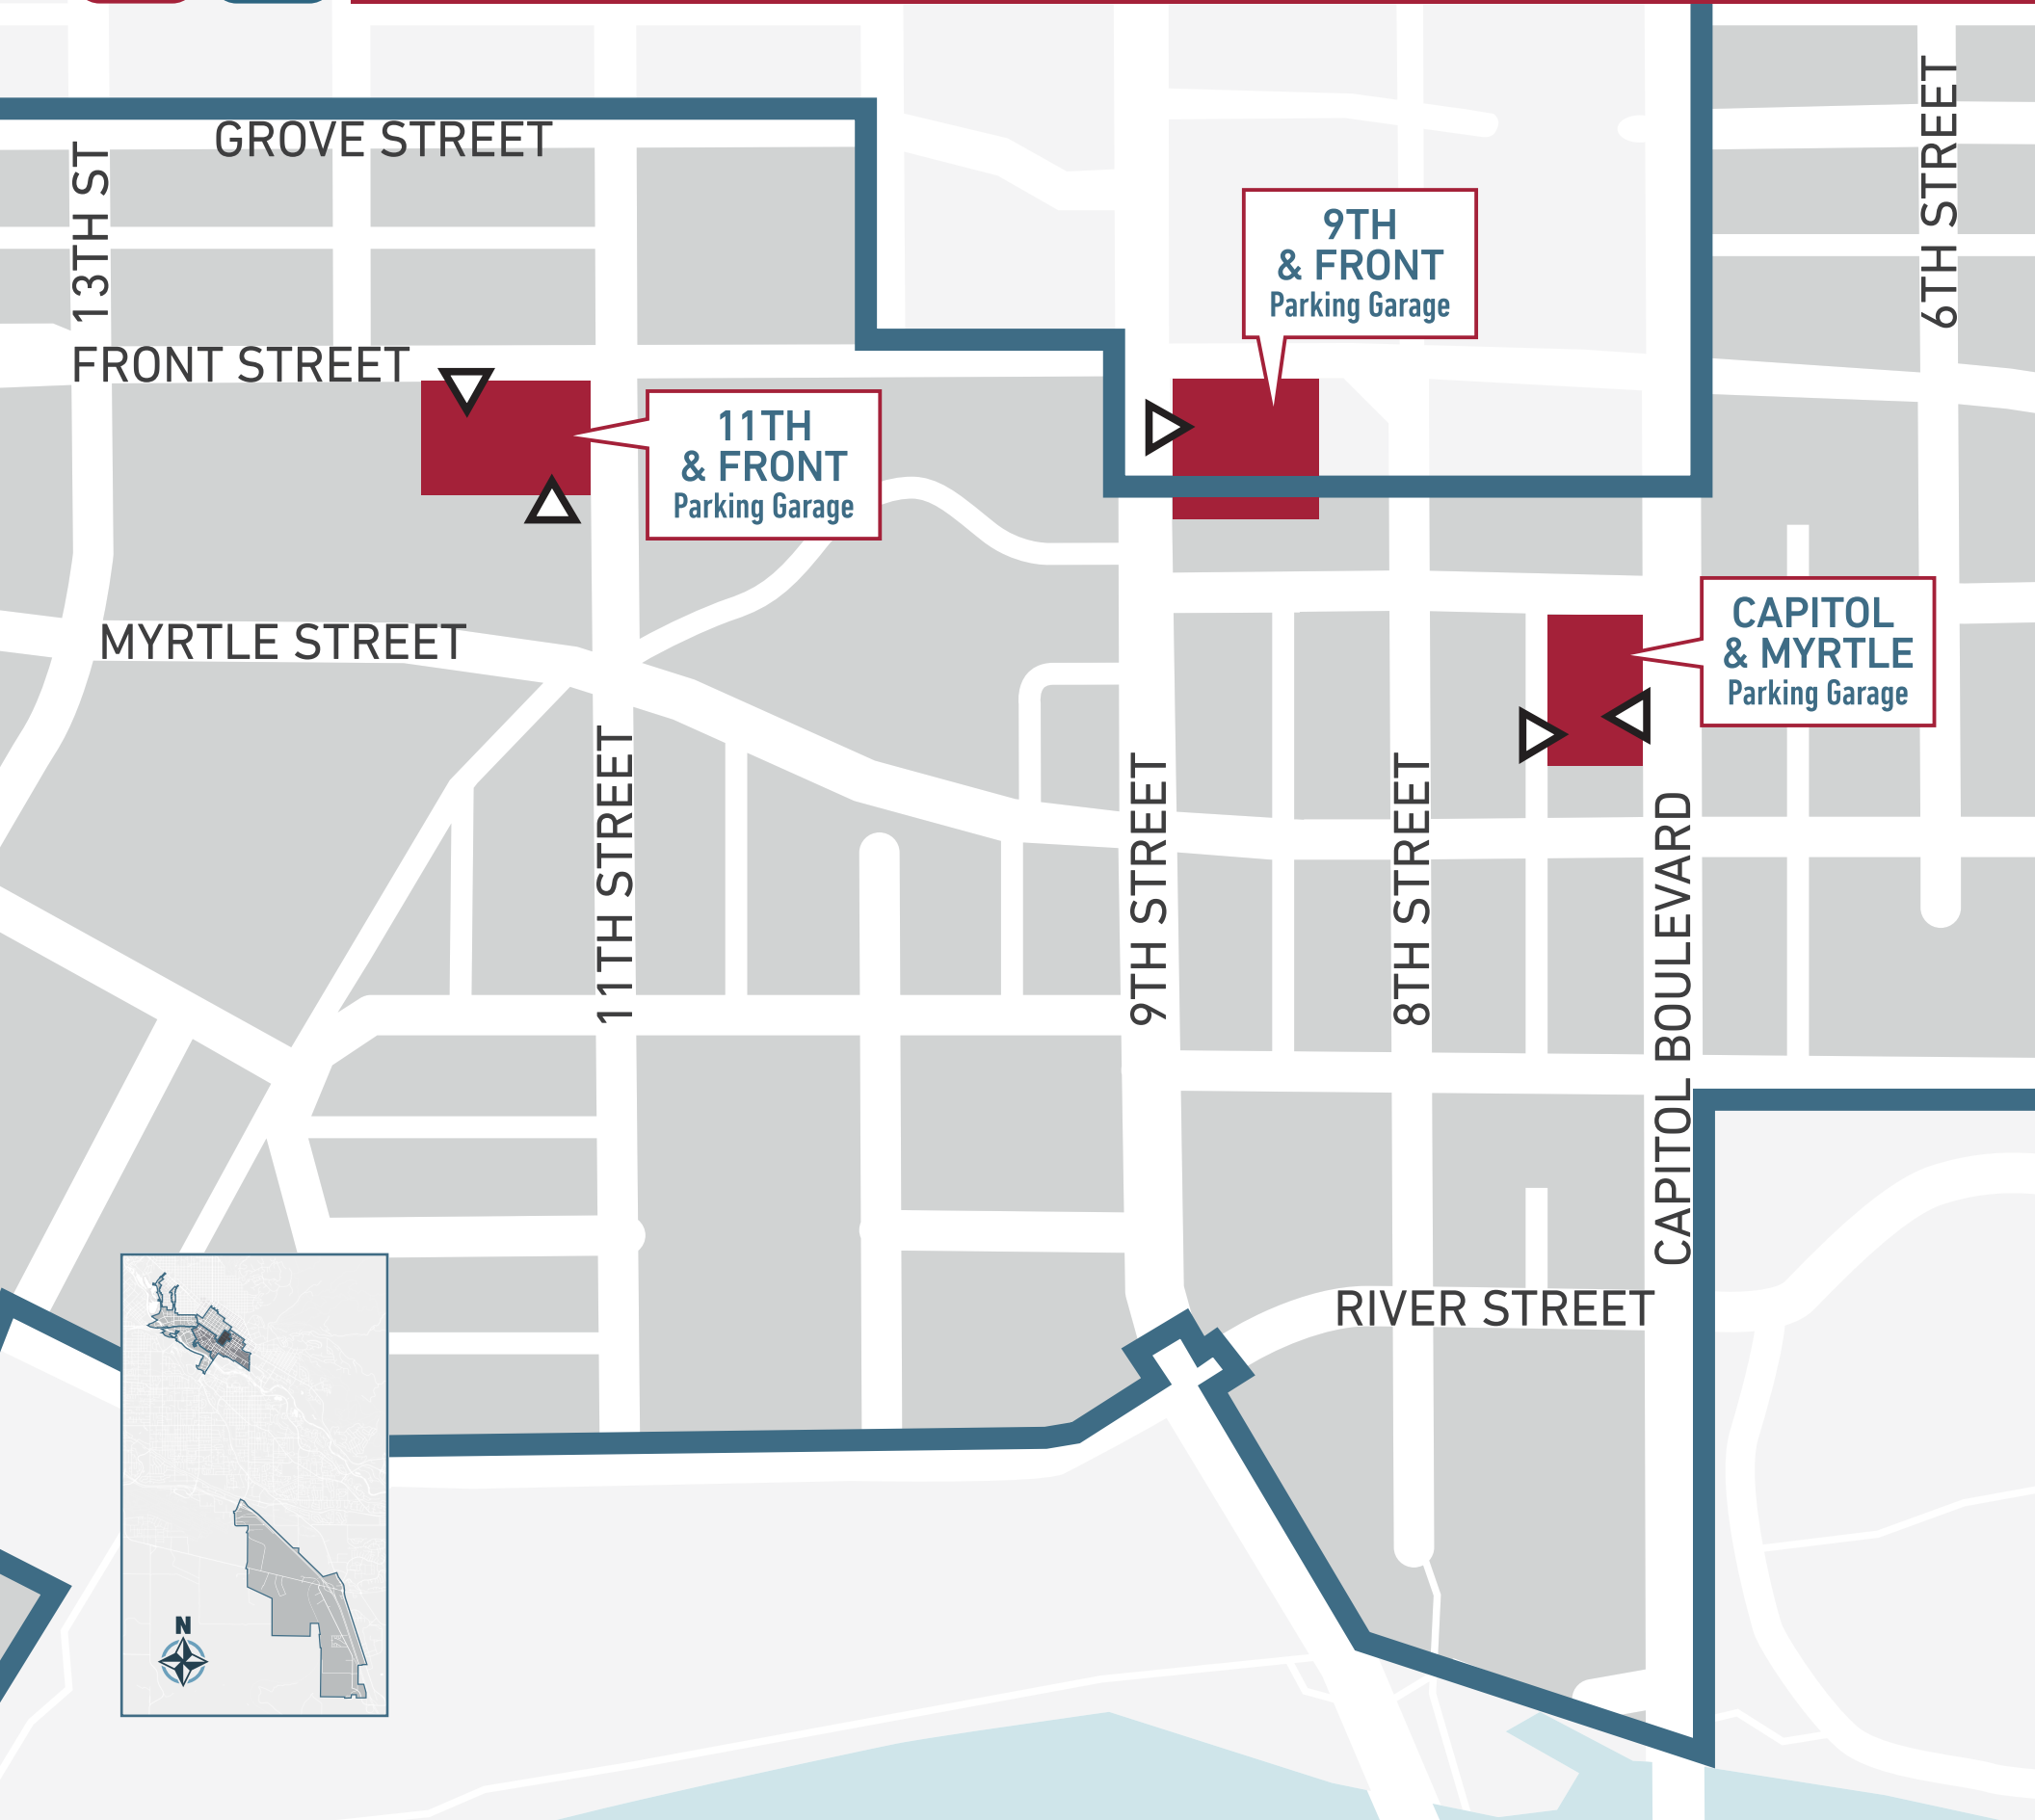 GROVE STREET
13TH ST
6TH STREET
9TH
& FRONT
Parking Garage
FRONT STREET
11TH
& FRONT
Parking Garage
CAPITOL
& MYRTLE
Parking Garage
MYRTLE STREET
11TH STREET
9TH STREET
8TH STREET
CAPITOL BOULEVARD
RIVER STREET
N